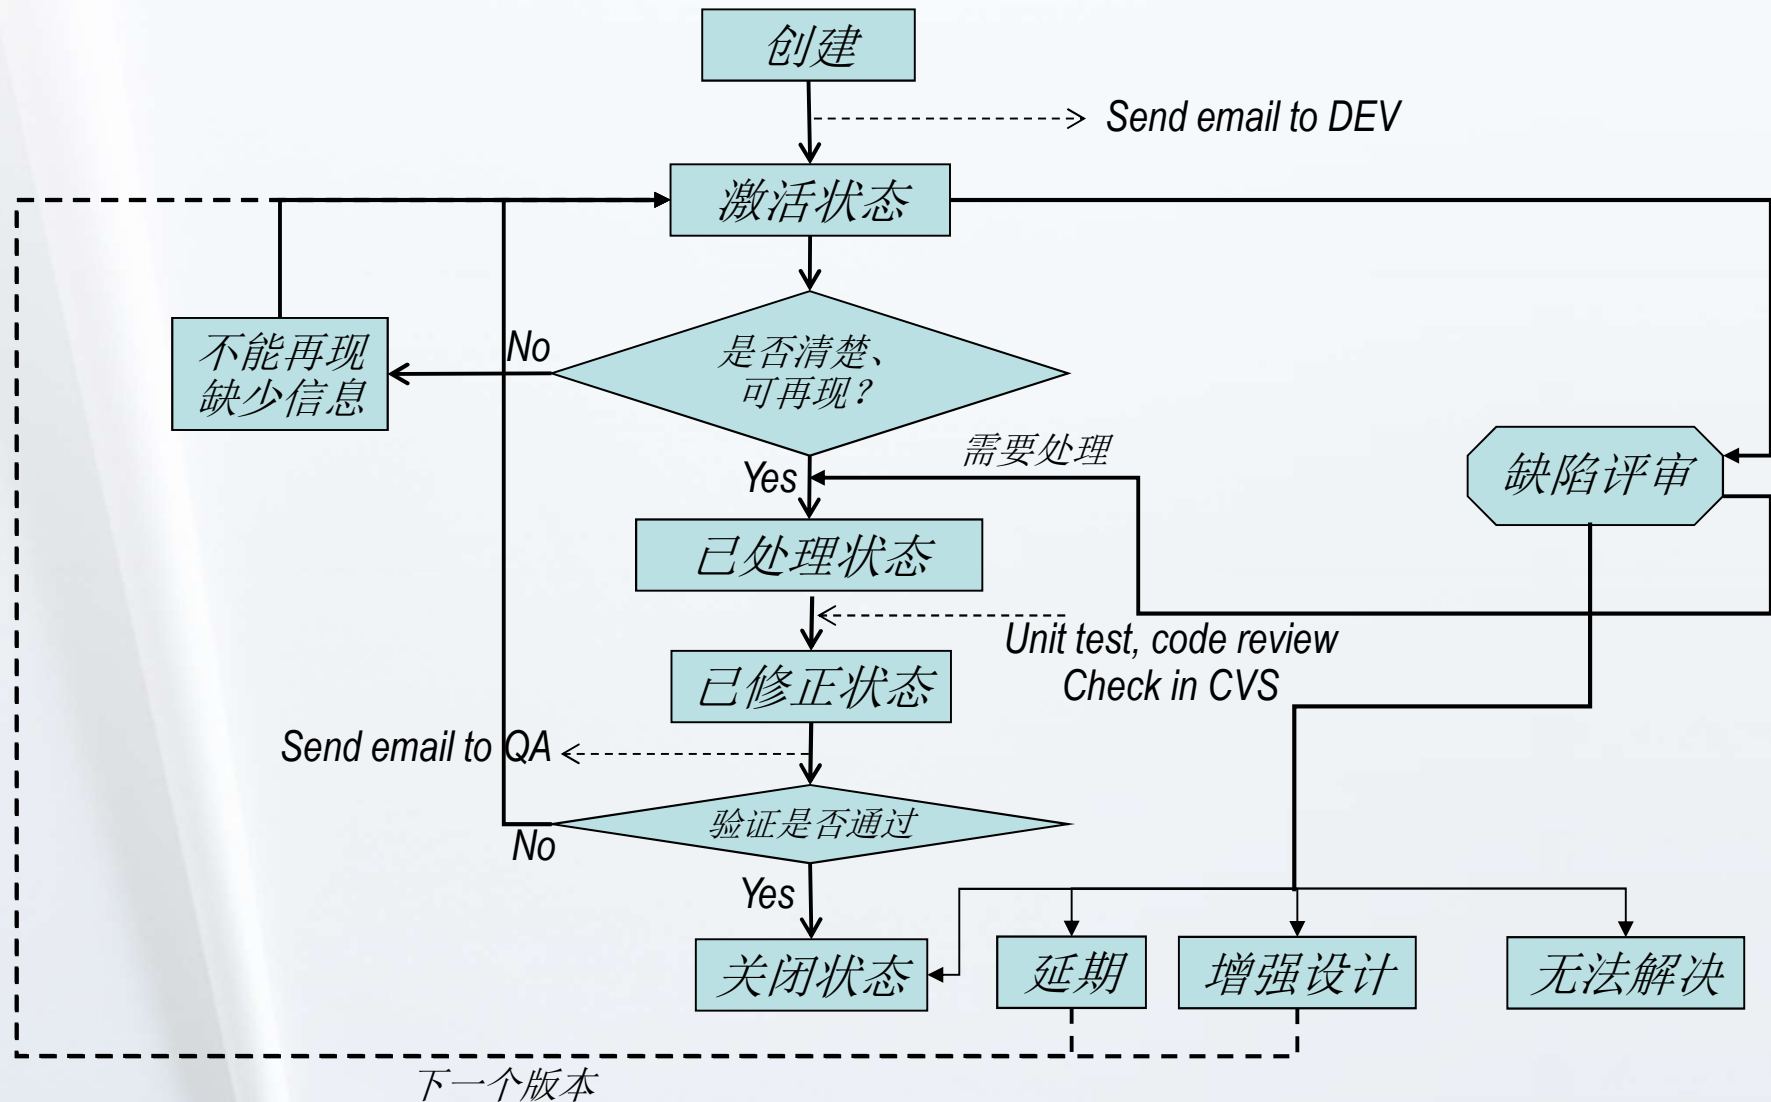 创建
Send email to DEV
激活状态
是否清楚、
可再现？
No
不能再现
缺少信息
需要处理
Yes
缺陷评审
已处理状态
Unit test, code review
Check in CVS
已修正状态
Send email to QA
验证是否通过
No
Yes
关闭状态
延期
增强设计
无法解决
下一个版本